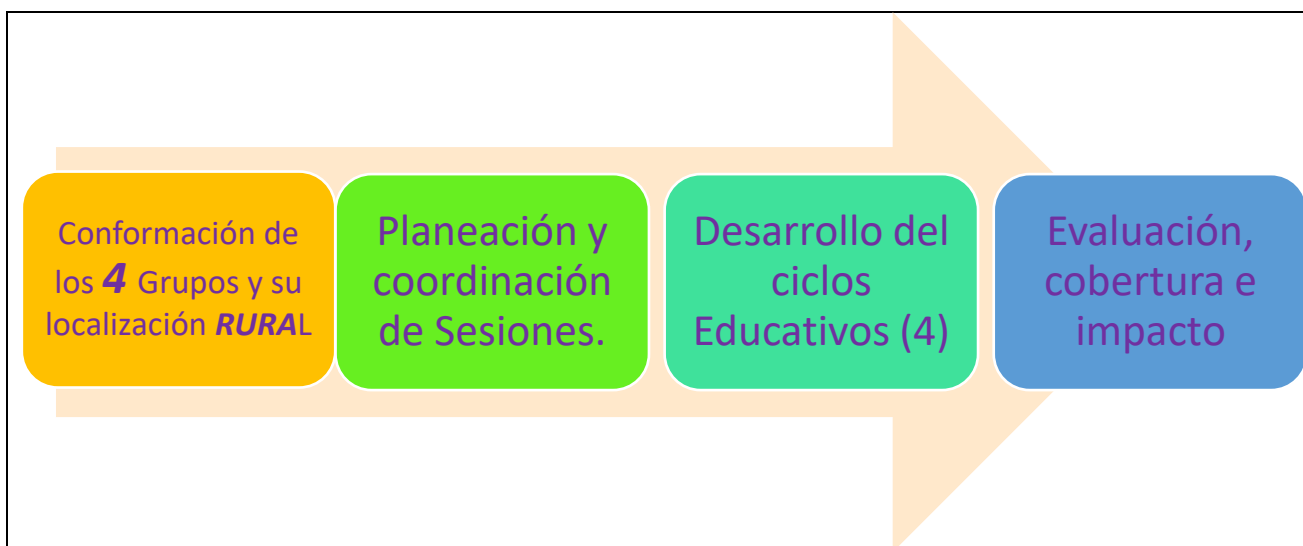 Conformación de
los 4 Grupos y su
localización RURAL
Planeación y
coordinación
de Sesiones.
Desarrollo del
ciclos
Educativos (4)
Evaluación,
cobertura e
impacto